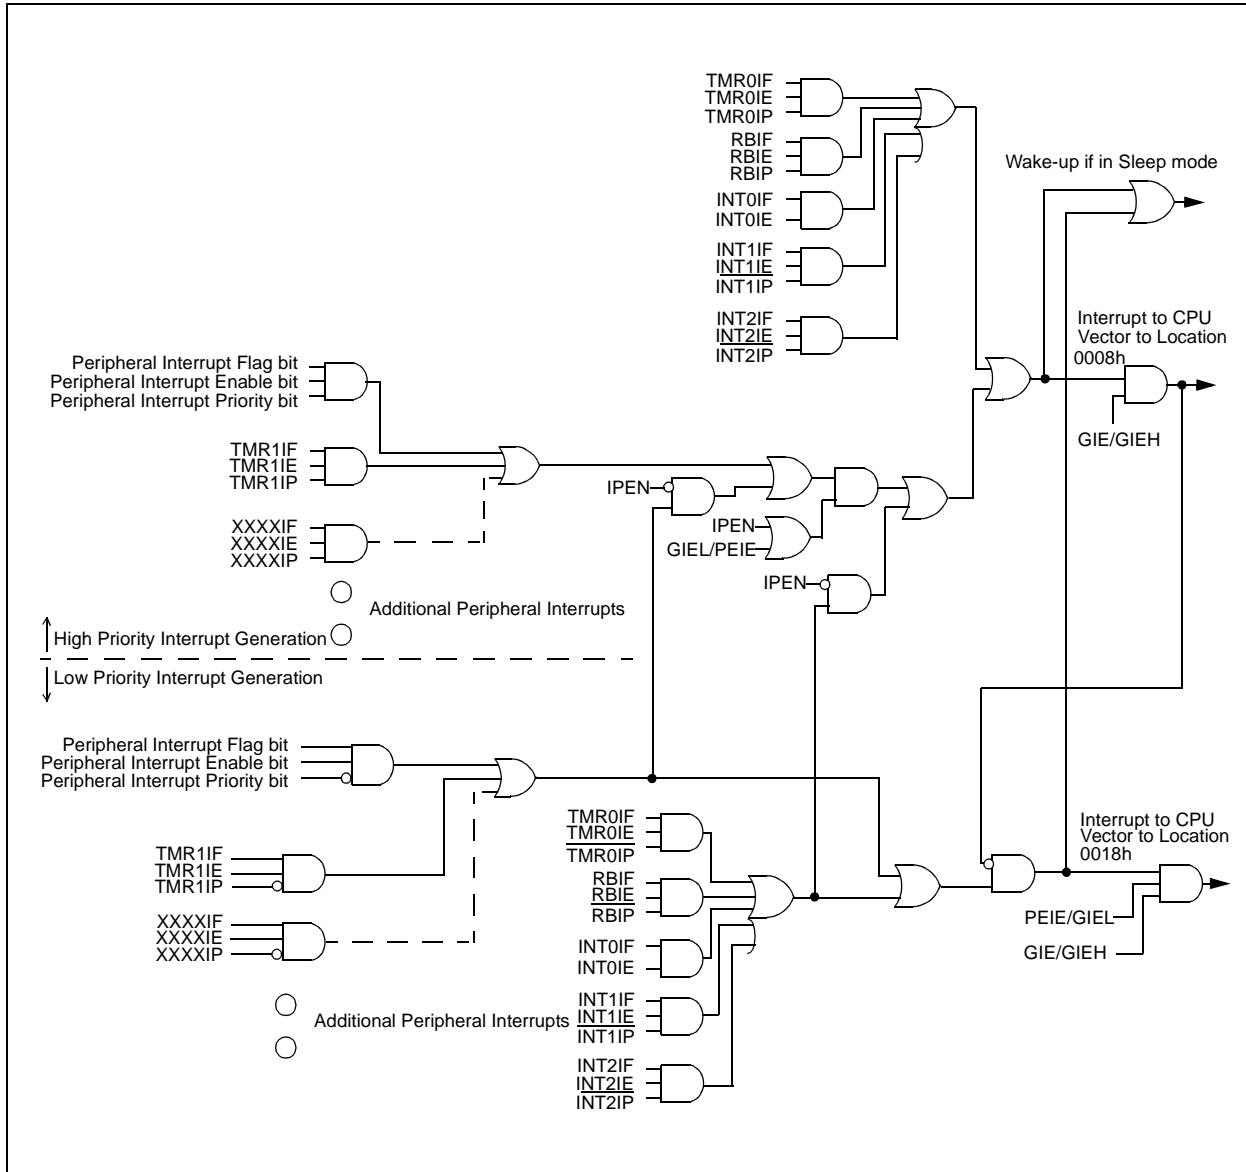 TMR0IF
TMR0IE
TMR0IP
RBIF
RBIE
RBIP
INT0IF
INT0IE
INT1IF
INT1IE
INT1IP
INT2IF
INT2IE
INT2IP
Wake-up if in Sleep mode
Interrupt to CPU
Vector to Location
0008h
GIE/GIEH
Peripheral Interrupt Flag bit
Peripheral Interrupt Enable bit
Peripheral Interrupt Priority bit
TMR1IF
TMR1IE
TMR1IP
XXXXIF
XXXXIE
XXXXIP
IPEN
IPEN
GIEL/PEIE
IPEN
Additional Peripheral Interrupts
High Priority Interrupt Generation
Low Priority Interrupt Generation
Peripheral Interrupt Flag bit
Peripheral Interrupt Enable bit
Peripheral Interrupt Priority bit
TMR1IF
TMR1IE
TMR1IP
XXXXIF
XXXXIE
XXXXIP
Additional Peripheral Interrupts
TMR0IF
TMR0IE
TMR0IP
RBIF
RBIE
RBIP
INT0IF
INT0IE
INT1IF
INT1IE
INT1IP
INT2IF
INT2IE
INT2IP
Interrupt to CPU
Vector to Location
0018h
PEIE/GIEL
GIE/GIEH